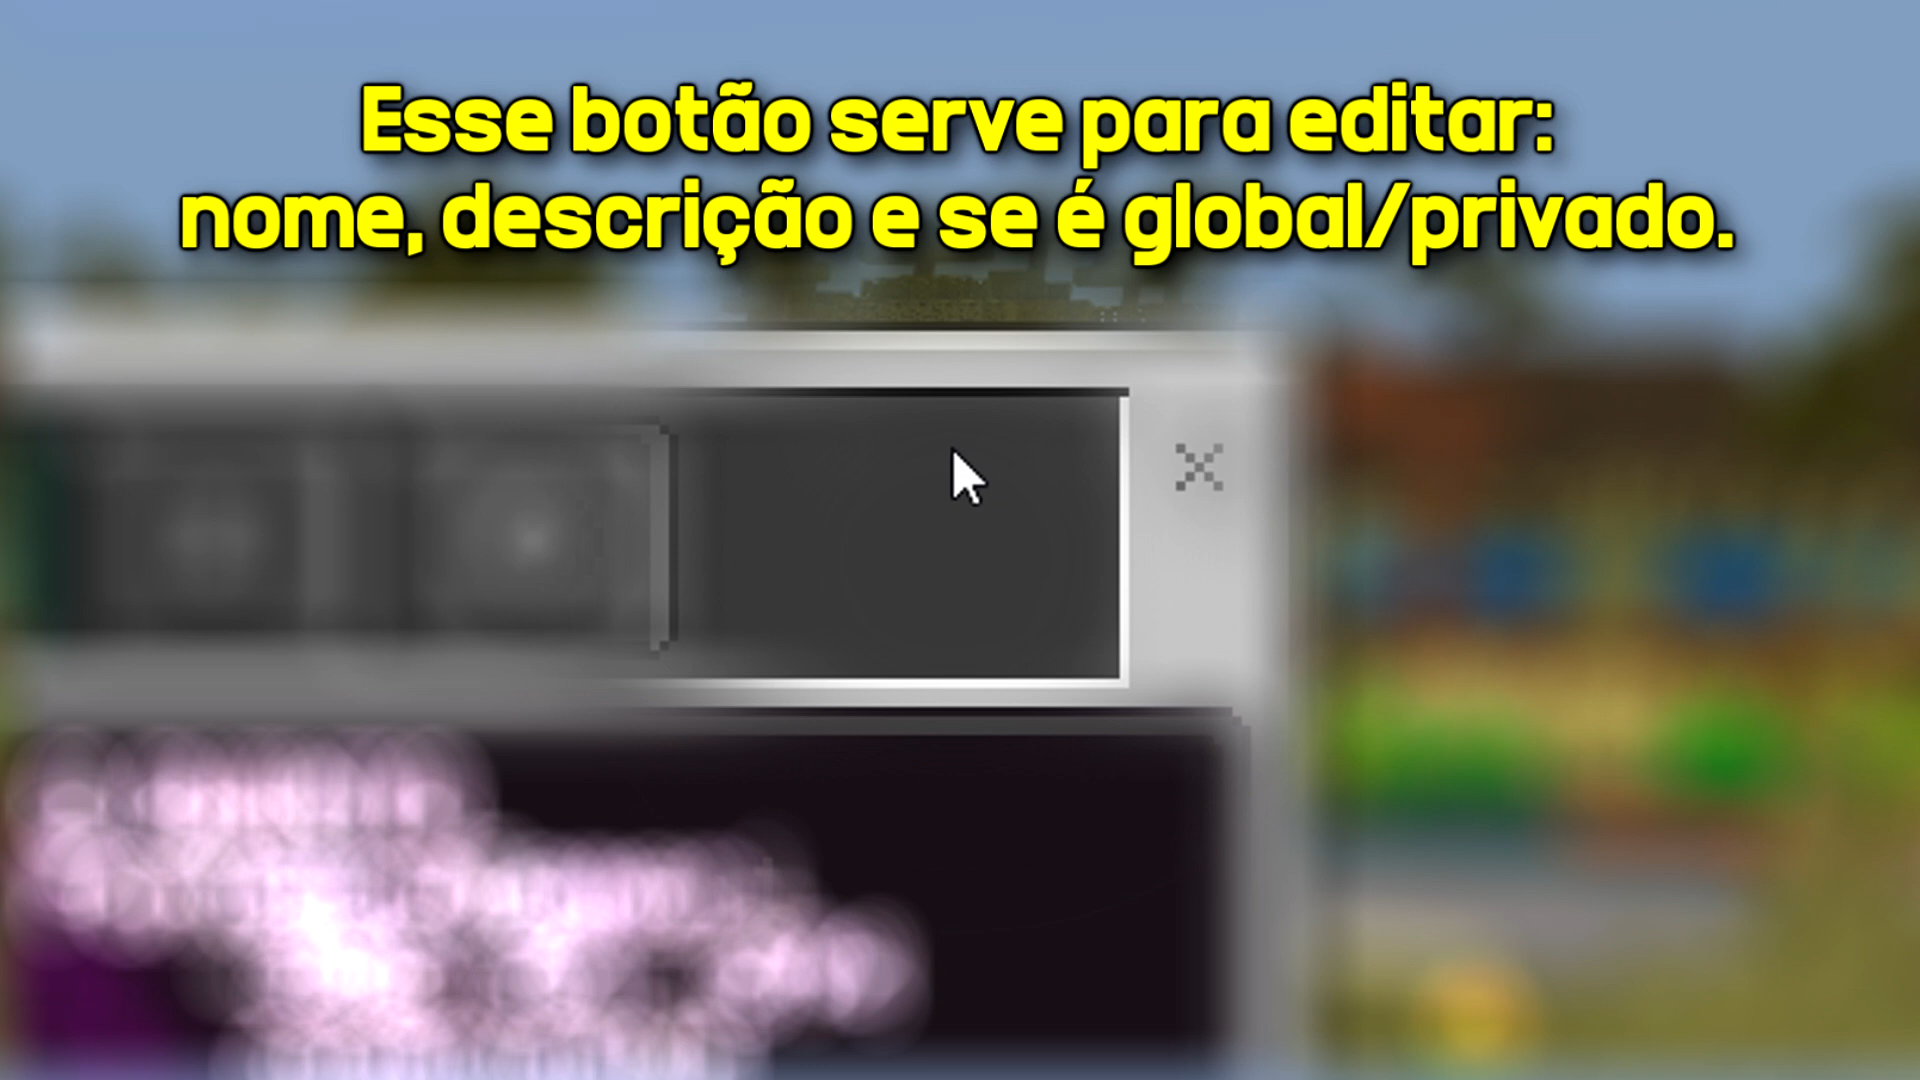 Esse botão serve para editar:
nome, descrição e se é global/privado.